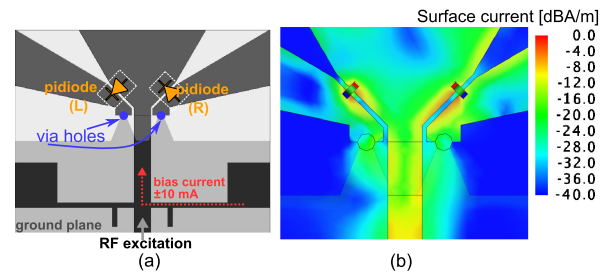 Surface current [dBA/m]
(a)
pidiode
(L)
pidiode
(R)
via holes
bias current
±10 mA
ground plane
RF excitation
(a)
(b)
0.0
-4.0
-8.0
-12.0
-16.0
-20.0
-24.0
-28.0
-32.0
-36.0
-40.0